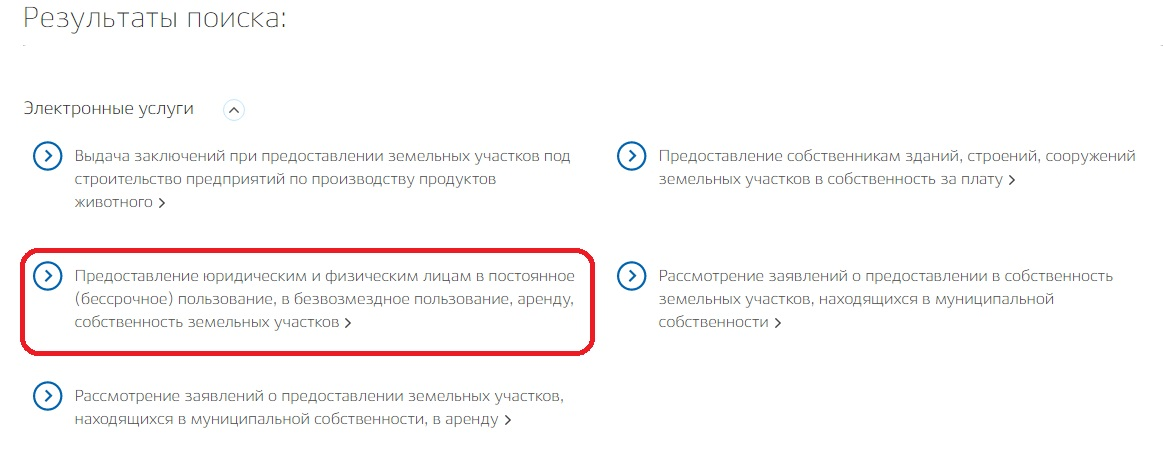 Результаты поиска:
Электронные услуги
Выдача заключений при предоставлении земельных участков под
строительство предприятий по производству продуктов
животного
Предоставление собственникам зданий, строений, сооружений
земельных участков в собственность за плату
Предоставление юридическим и физическим лицам в постоянное
(бессрочное) пользование, в безвозмездное пользование, аренду,
собственность земельных участков
Рассмотрение заявлений о предоставлении в собственность
земельных участков, находящихся в муниципальной
собственности
Рассмотрение заявлений о предоставлении земельных участков,
находящихся в муниципальной собственности, в аренду